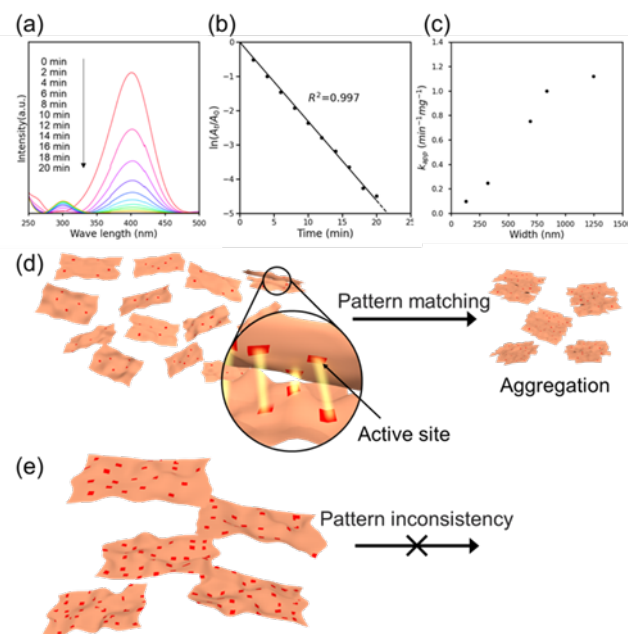 (a)
Intensity(a.u.)
0 min
2 min
4 min
6 min
8 min
10 min
12 min
14 min
16 min
18 min
20 min
250 300 350 400 450 500
Wave length (nm)
(b)
ln(A_t/A_0)
0
−1
−2
−3
−4
−5
R²=0.997
0 5 10 15 20 25
Time (min)
(c)
k_app (min⁻¹mg⁻¹)
1.4
1.2
1.0
0.8
0.6
0.4
0.2
0.0
0 250 500 750 1000 1250 1500
Width (nm)
(d)
Pattern matching
Aggregation
Active site
(e)
Pattern inconsistency